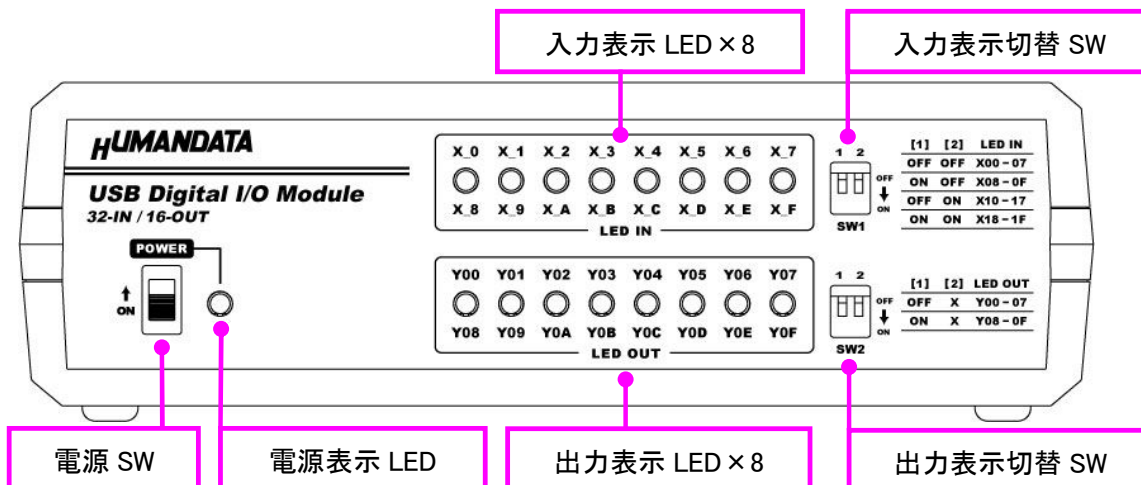 入力表示 LED×8
入力表示切替 SW
HUMANDATA
USB Digital I/O Module
32-IN / 16-OUT
POWER
↑
ON
X_0 X_1 X_2 X_3 X_4 X_5 X_6 X_7
X_8 X_9 X_A X_B X_C X_D X_E X_F
LED IN
1 2
OFF
↓
ON
SW1
[1] [2] LED IN
OFF OFF X00-07
ON OFF X08-0F
OFF ON X10-17
ON ON X18-1F
Y00 Y01 Y02 Y03 Y04 Y05 Y06 Y07
Y08 Y09 Y0A Y0B Y0C Y0D Y0E Y0F
LED OUT
1 2
OFF
↓
ON
SW2
[1] [2] LED OUT
OFF X Y00-07
ON X Y08-0F
電源 SW
電源表示 LED
出力表示 LED×8
出力表示切替 SW